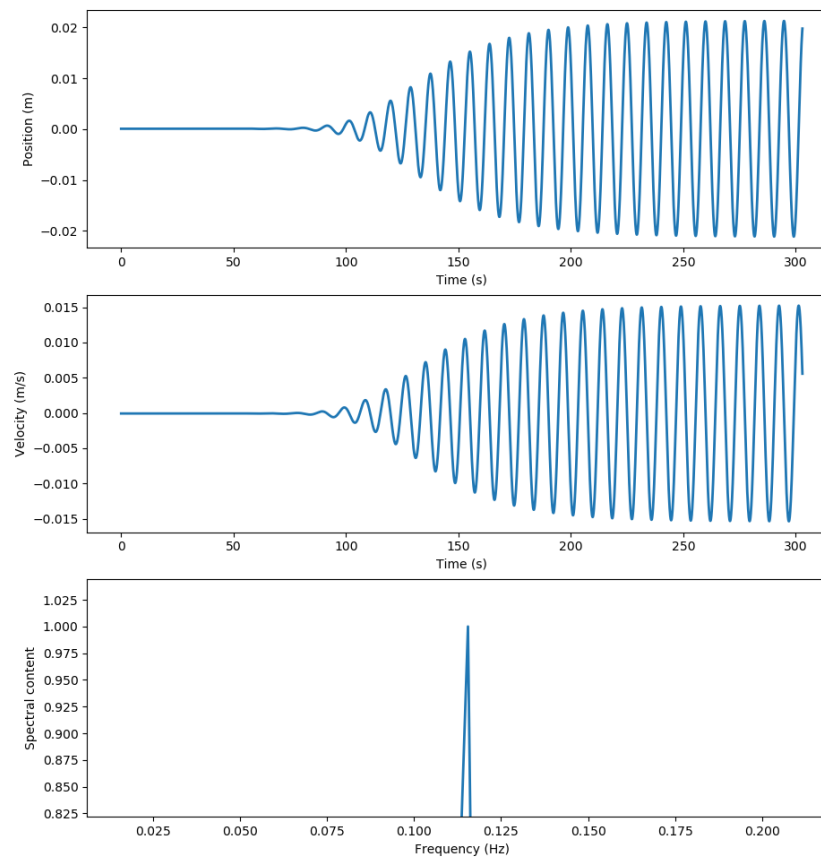 0.02
0.01
0.00
−0.01
−0.02
Position (m)
0 50 100 150 200 250 300
Time (s)
0.015
0.010
0.005
0.000
−0.005
−0.010
−0.015
Velocity (m/s)
0 50 100 150 200 250 300
Time (s)
1.025
1.000
0.975
0.950
0.925
0.900
0.875
0.850
0.825
Spectral content
0.025 0.050 0.075 0.100 0.125 0.150 0.175 0.200
Frequency (Hz)